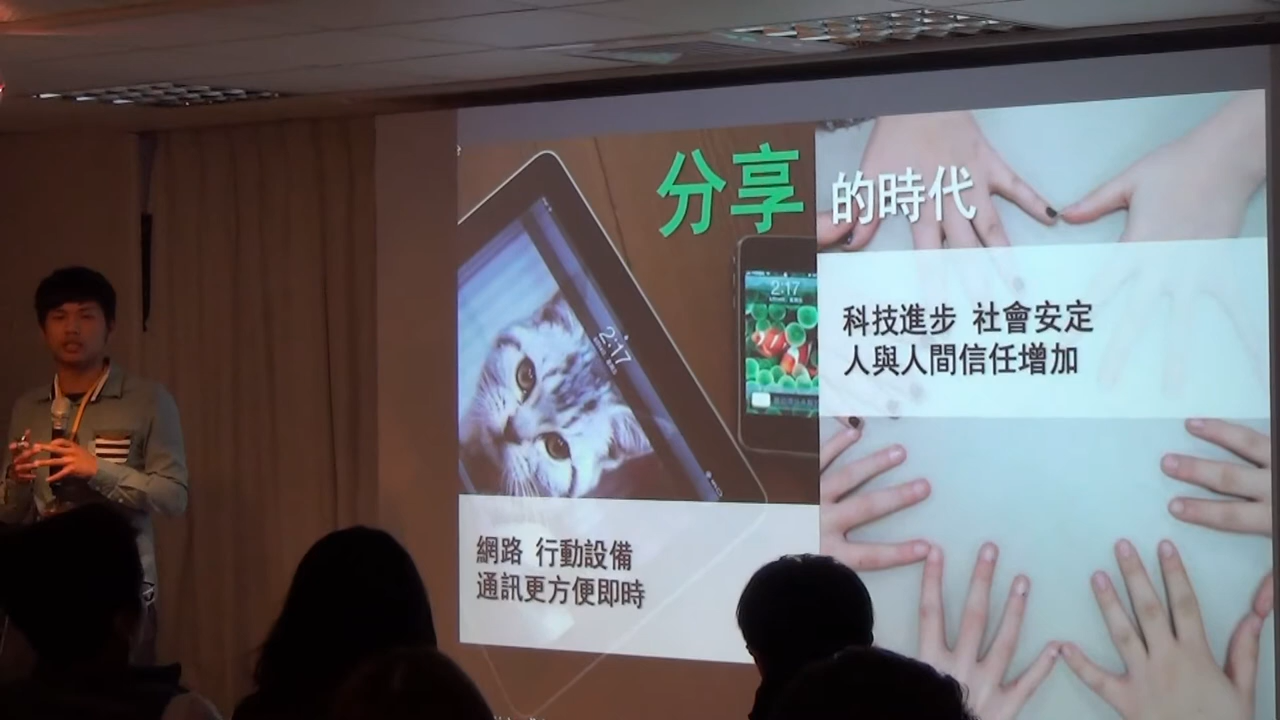 分享的時代
2:17
2:17
科技進步 社會安定
人與人間信任增加
網路 行動設備
通訊更方便即時